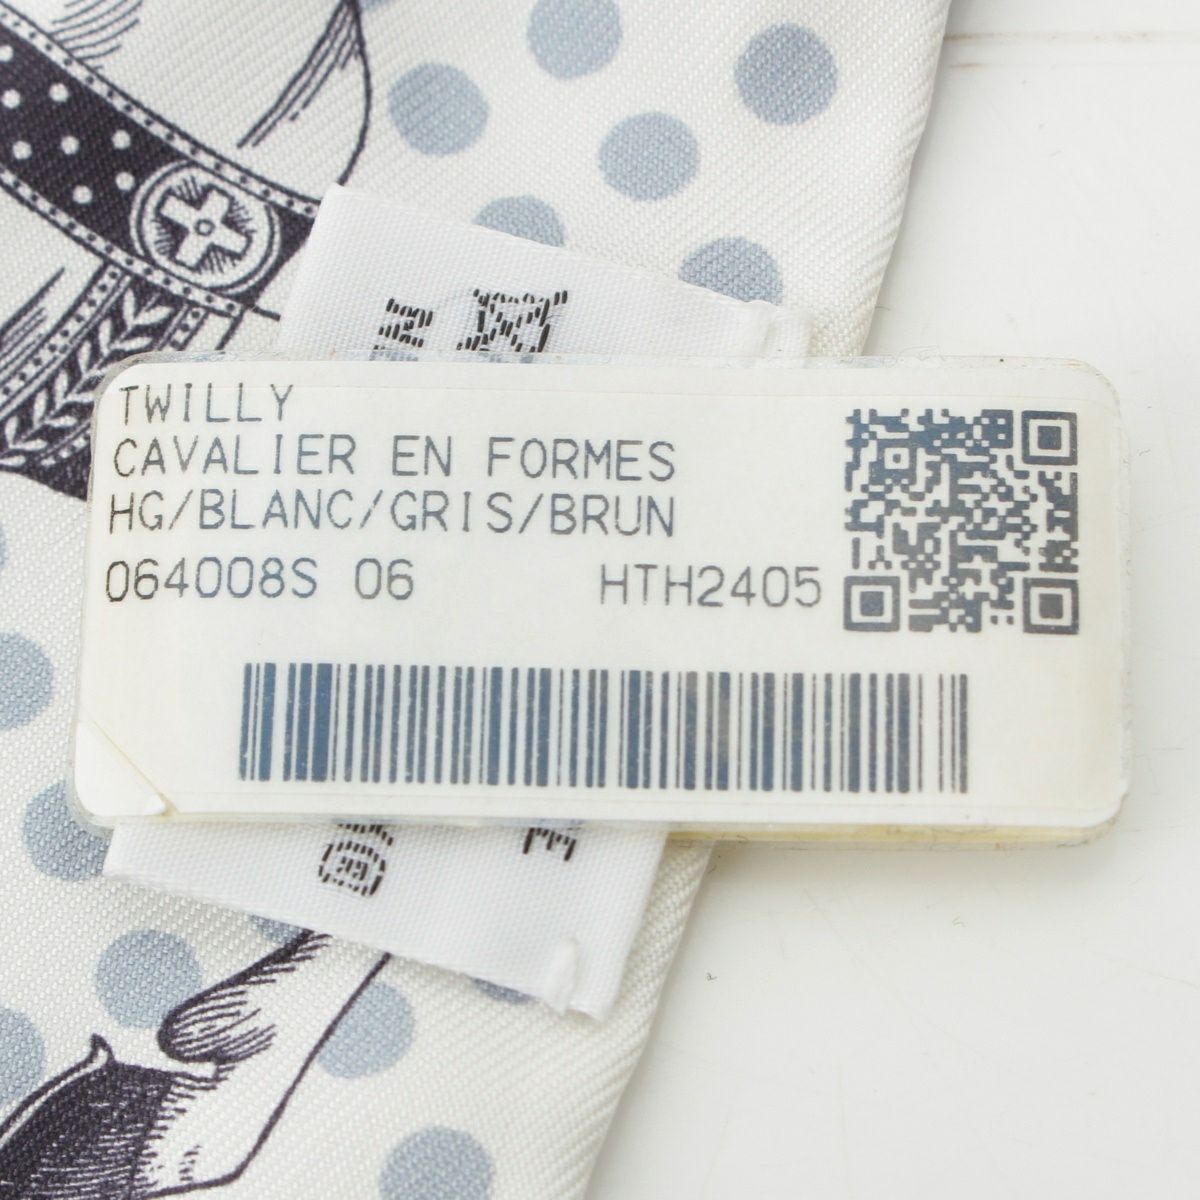 TWILLY
CAVALIER EN FORMES
HG/BLANC/GRIS/BRUN
064008S 06 HTH2405